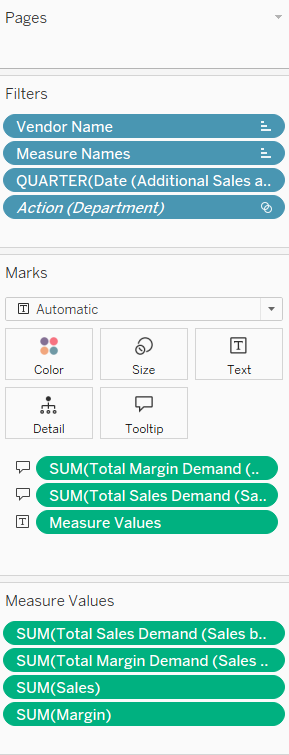 Pages
Filters
Vendor Name
Measure Names
QUARTER(Date (Additional Sales a..
Action (Department)
Marks
Automatic
Color
Size
Text
Detail
Tooltip
SUM(Total Margin Demand (..
SUM(Total Sales Demand (Sa..
Measure Values
Measure Values
SUM(Total Sales Demand (Sales b..
SUM(Total Margin Demand (Sales ..
SUM(Sales)
SUM(Margin)